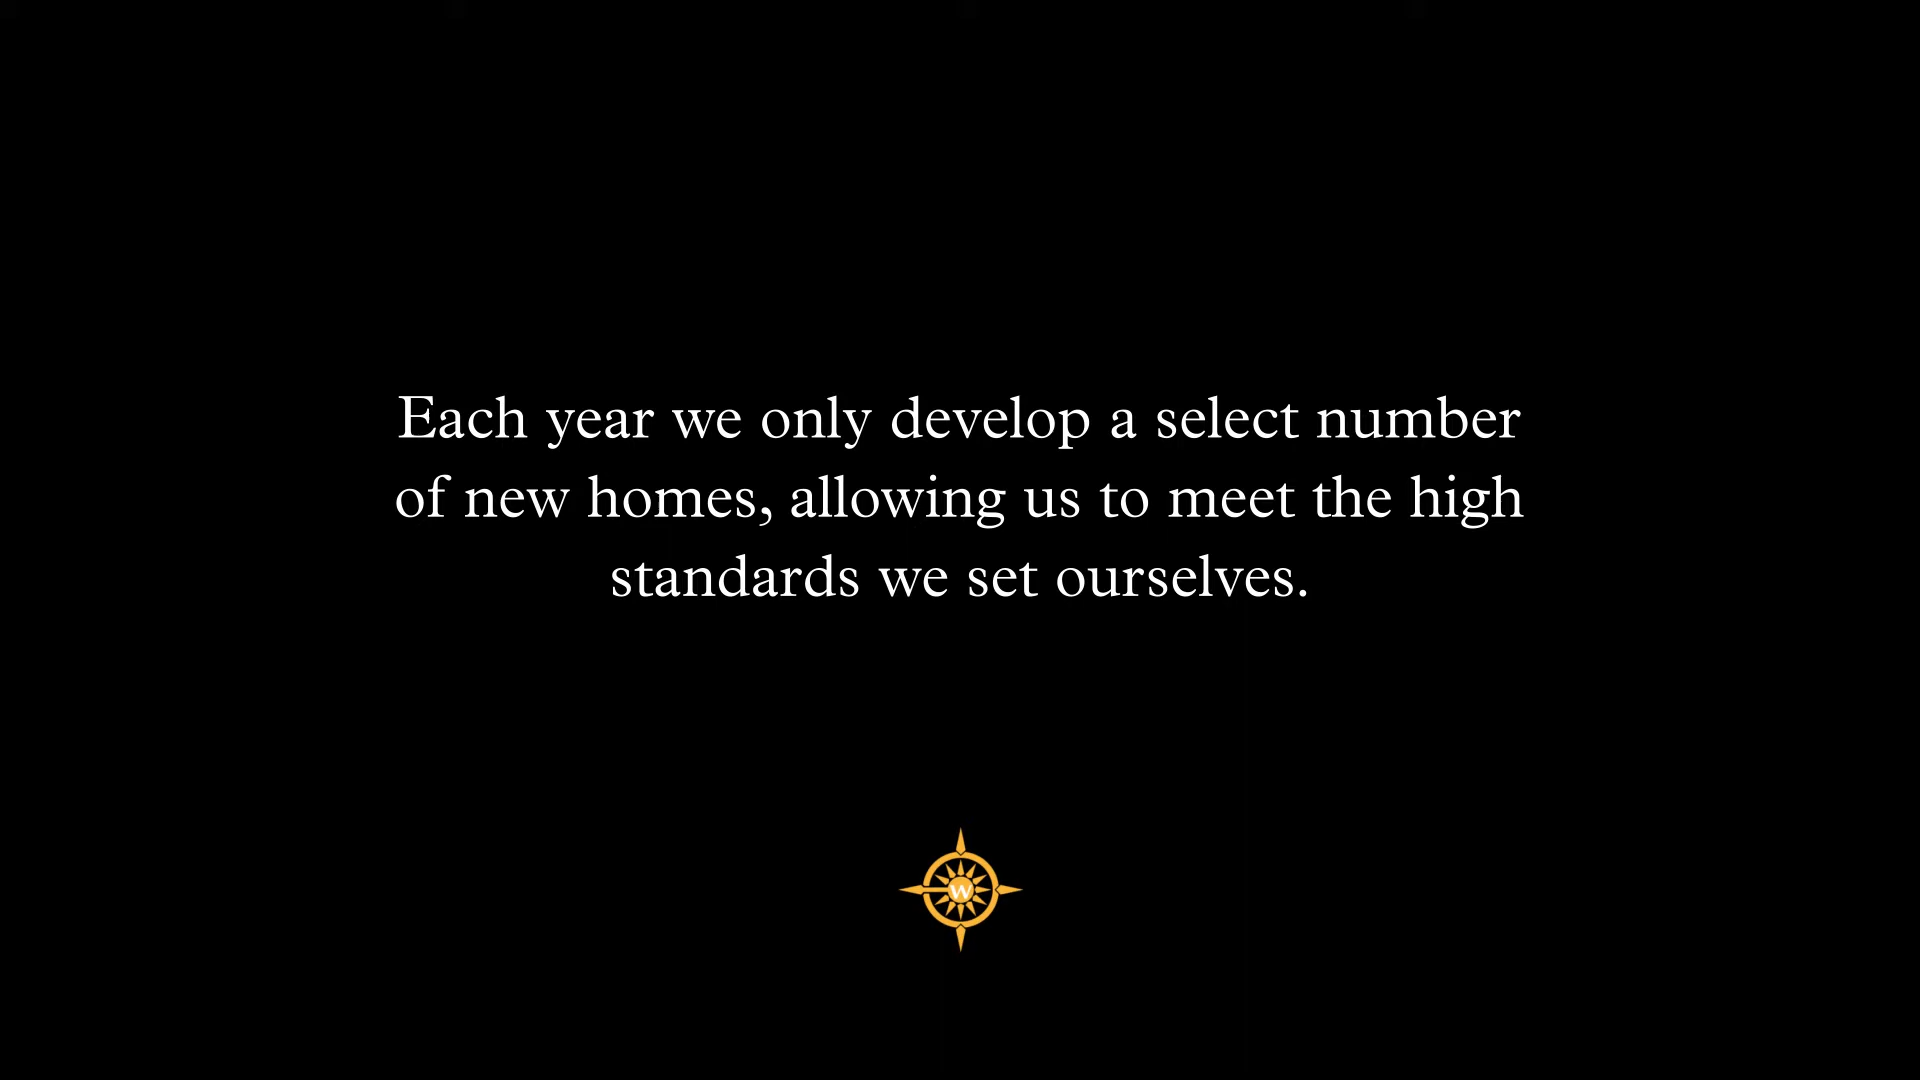 Each year we only develop a select number
of new homes, allowing us to meet the high
standards we set ourselves.
W